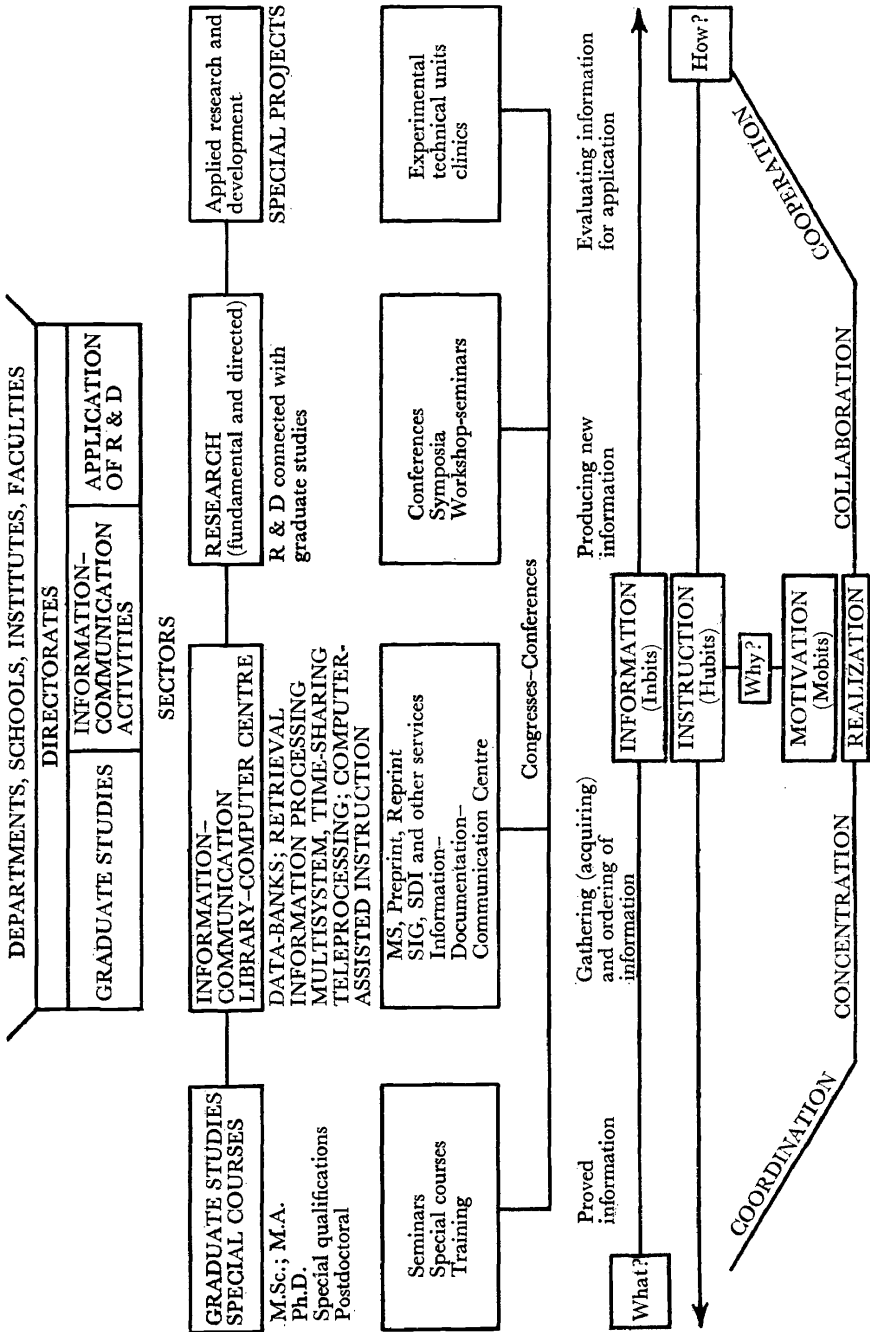 DEPARTMENTS, SCHOOLS, INSTITUTES, FACULTIES
DIRECTORATES
GRADUATE STUDIES
INFORMATION–
COMMUNICATION
ACTIVITIES
APPLICATION
OF R & D
SECTORS
GRADUATE STUDIES
SPECIAL COURSES
M.Sc.; M.A.
Ph.D.
Special qualifications
Postdoctoral
INFORMATION–
COMMUNICATION
LIBRARY–COMPUTER CENTRE
DATA-BANKS; RETRIEVAL
INFORMATION PROCESSING
MULTISYSTEM, TIME-SHARING
TELEPROCESSING; COMPUTER-
ASSISTED INSTRUCTION
RESEARCH
(fundamental and directed)
R & D connected with
graduate studies
Applied research and
development
SPECIAL PROJECTS
Seminars
Special courses
Training
MS, Preprint, Reprint
SIG, SDI and other services
Information–
Documentation–
Communication Centre
Conferences
Symposia
Workshop-seminars
Experimental
technical units
clinics
Congresses–Conferences
Proved
information
Gathering (acquiring)
and ordering of
information
Producing new
information
Evaluating information
for application
What?
INFORMATION
(Inbits)
INSTRUCTION
(Hubits)
How?
Why?
MOTIVATION
(Mobits)
REALIZATION
COORDINATION
CONCENTRATION
COLLABORATION
COOPERATION